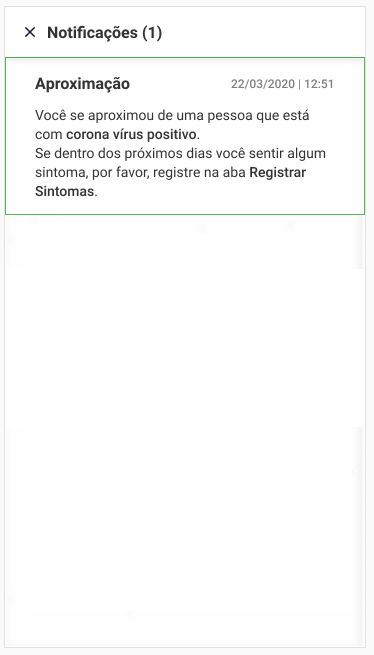 × Notificações (1)
Aproximação 22/03/2020 | 12:51
Você se aproximou de uma pessoa que está
com corona vírus positivo.
Se dentro dos próximos dias você sentir algum
sintoma, por favor, registre na aba Registrar
Sintomas.